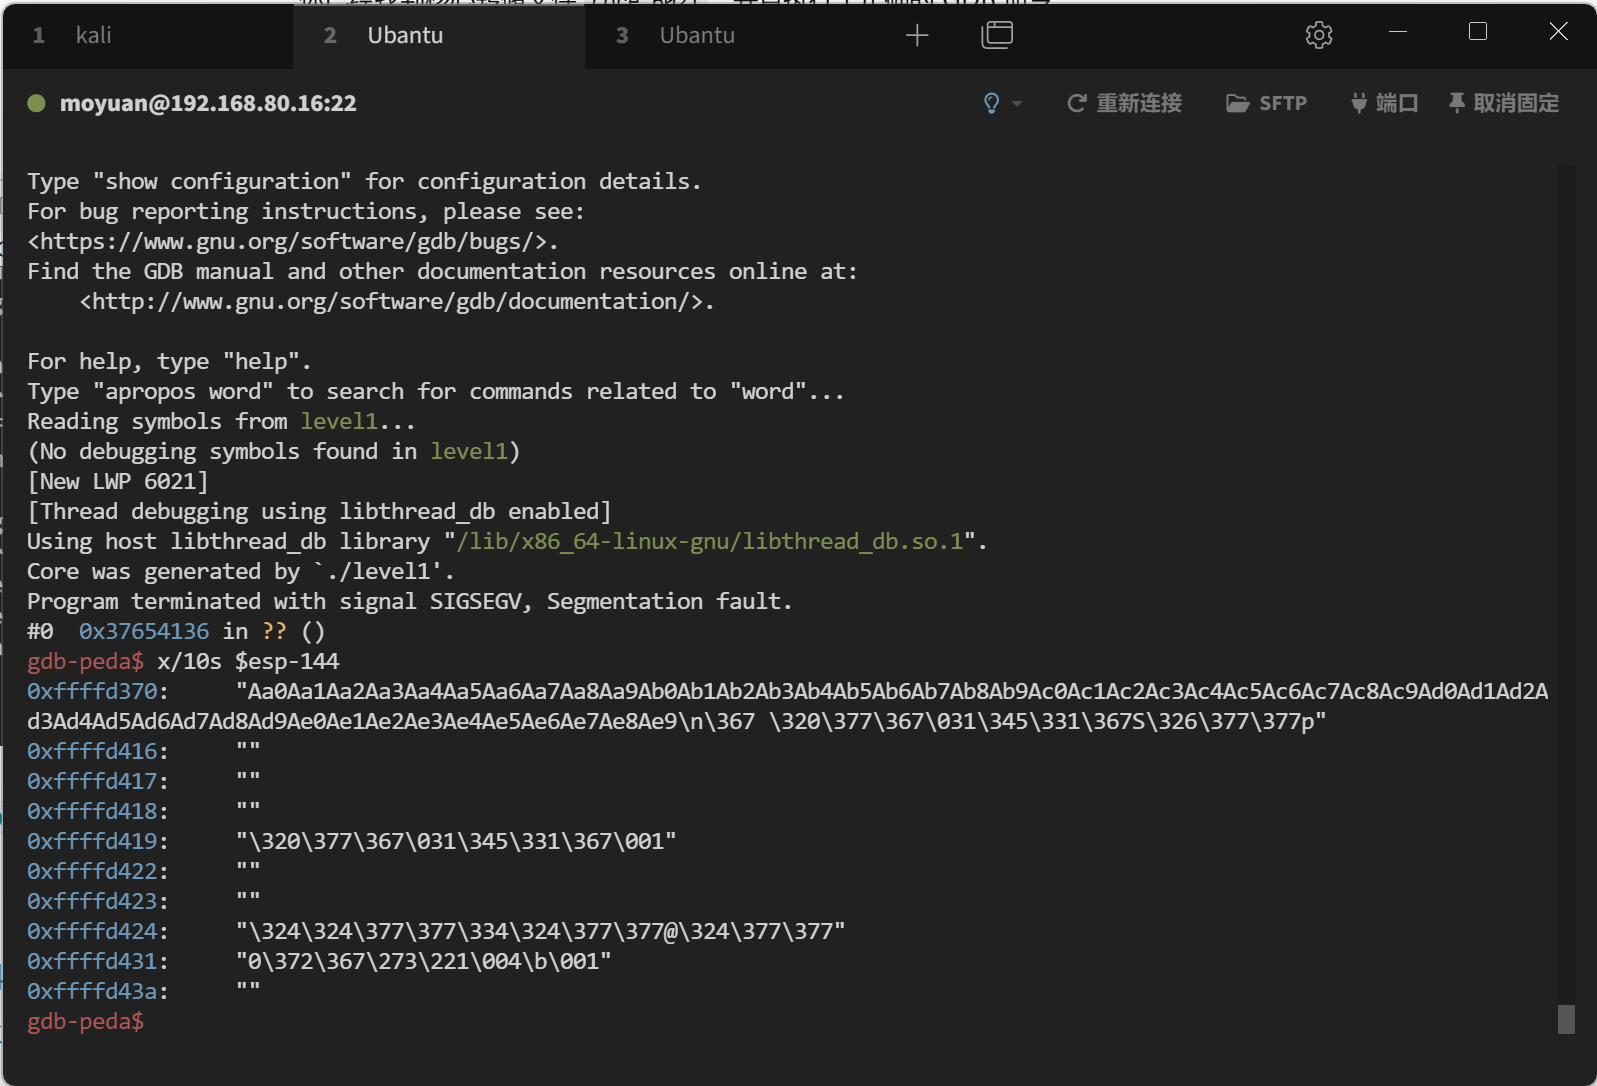 1 kali 2 Ubantu 3 Ubantu
moyuan@192.168.80.16:22 重新连接 SFTP 端口 取消固定
Type "show configuration" for configuration details.
For bug reporting instructions, please see:
<https://www.gnu.org/software/gdb/bugs/>.
Find the GDB manual and other documentation resources online at:
    <http://www.gnu.org/software/gdb/documentation/>.
For help, type "help".
Type "apropos word" to search for commands related to "word"...
Reading symbols from level1...
(No debugging symbols found in level1)
[New LWP 6021]
[Thread debugging using libthread_db enabled]
Using host libthread_db library "/lib/x86_64-linux-gnu/libthread_db.so.1".
Core was generated by `./level1'.
Program terminated with signal SIGSEGV, Segmentation fault.
#0  0x37654136 in ?? ()
gdb-peda$ x/10s $esp-144
0xffffd370:     "Aa0Aa1Aa2Aa3Aa4Aa5Aa6Aa7Aa8Aa9Ab0Ab1Ab2Ab3Ab4Ab5Ab6Ab7Ab8Ab9Ac0Ac1Ac2Ac3Ac4Ac5Ac6Ac7Ac8Ac9Ad0Ad1Ad2A
d3Ad4Ad5Ad6Ad7Ad8Ad9Ae0Ae1Ae2Ae3Ae4Ae5Ae6Ae7Ae8Ae9\n\367 \320\377\367\031\345\331\367S\326\377\377p"
0xffffd416:     ""
0xffffd417:     ""
0xffffd418:     ""
0xffffd419:     "\320\377\367\031\345\331\367\001"
0xffffd422:     ""
0xffffd423:     ""
0xffffd424:     "\324\324\377\377\334\324\377\377@\324\377\377"
0xffffd431:     "0\372\367\273\221\004\b\001"
0xffffd43a:     ""
gdb-peda$